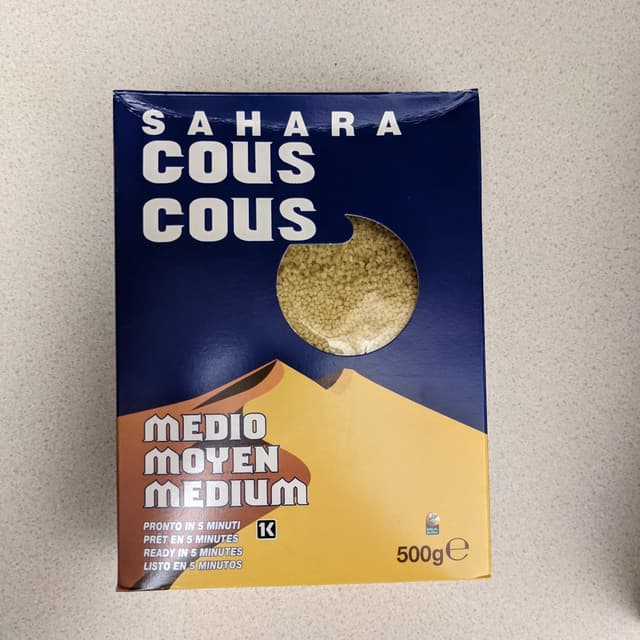 SAHARA
COUS
COUS
MEDIO
MOYEN
MEDIUM
PRONTO IN 5 MINUTI
PRÊT EN 5 MINUTES
READY IN 5 MINUTES
LISTO EN 5 MINUTOS
K
500g℮